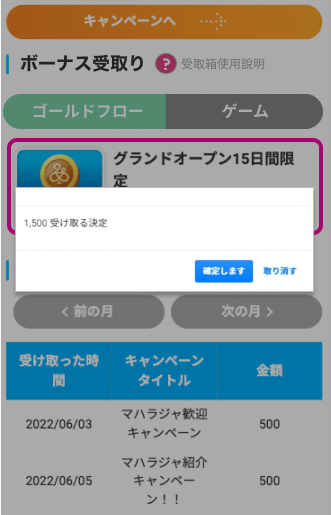 キャンペーンへ
ボーナス受取り ? 受取箱使用說明
ゴールドフロー ゲーム
グランドオープン15日間限
定
1,500 受け取る決定
確定します 取り消す
< 前の月 次の月 >
受け取った時
間
キャンペーン
タイトル
金額
2022/06/03
マハラジャ歓迎
キャンペーン
500
2022/06/05
マハラジャ紹介
キャンペー
ン！！
500